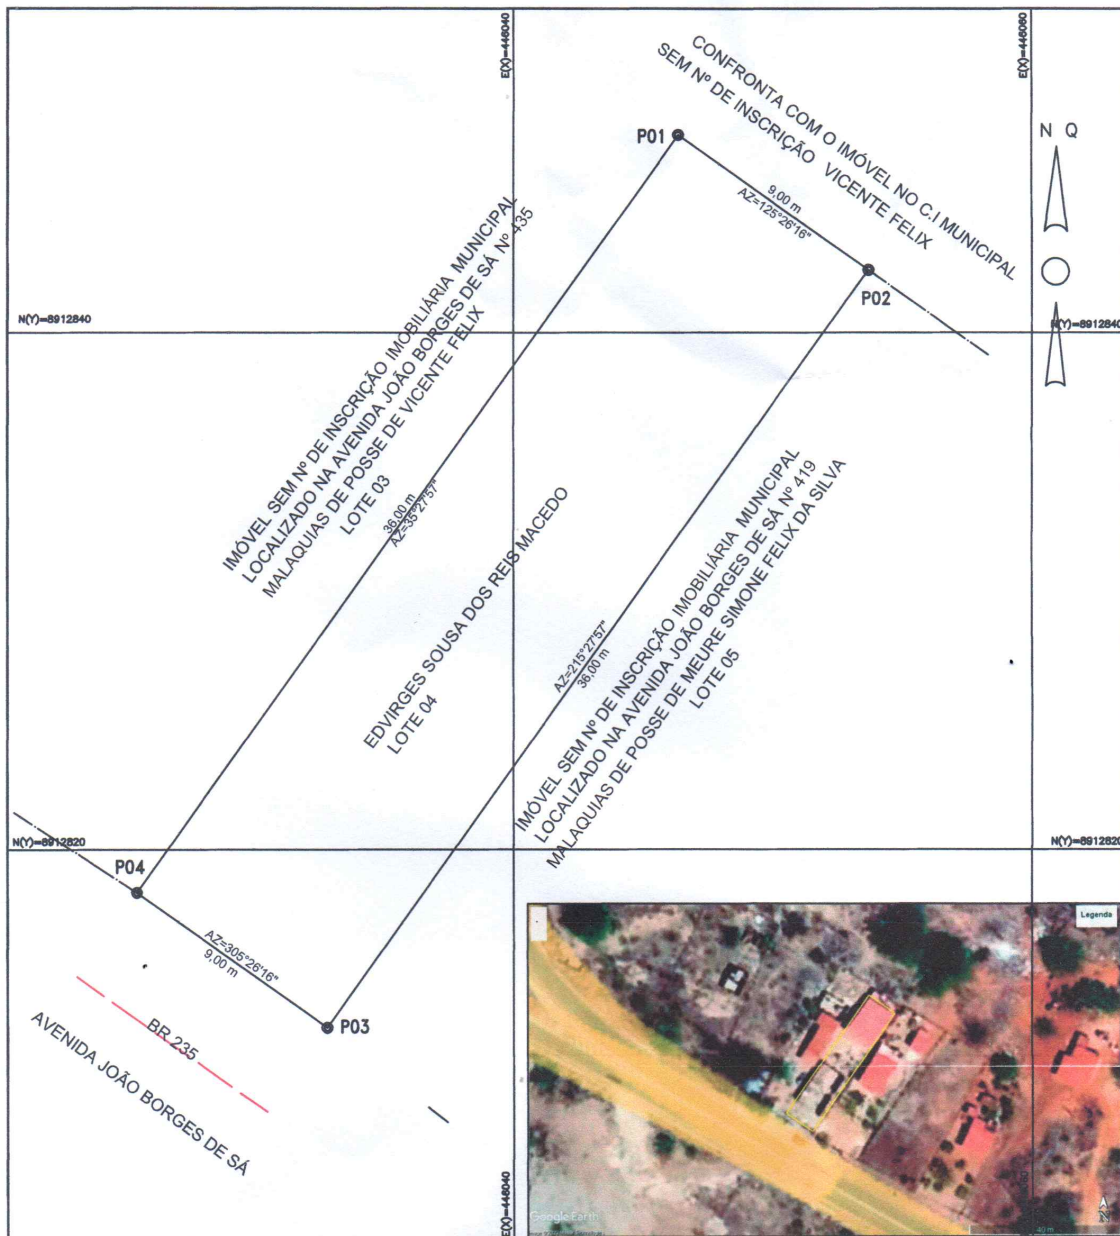 E(X)=446040
E(X)=446060
CONFRONTA COM O IMÓVEL NO C.I MUNICIPAL
SEM Nº DE INSCRIÇÃO VICENTE FELIX
N Q
P01
9,00 m
AZ=125°26'16"
P02
N(Y)=8912840
N(Y)=8912840
IMÓVEL SEM Nº DE INSCRIÇÃO IMOBILIÁRIA MUNICIPAL
LOCALIZADO NA AVENIDA JOÃO BORGES DE SÁ Nº 435
MALAQUIAS DE POSSE DE VICENTE FELIX
LOTE 03
36,00 m
AZ=35°27'57"
EDVIRGES SOUSA DOS REIS MACEDO
LOTE 04
AZ=215°27'57"
36,00 m
IMÓVEL SEM Nº DE INSCRIÇÃO IMOBILIÁRIA MUNICIPAL
LOCALIZADO NA AVENIDA JOÃO BORGES DE SÁ Nº 419
MALAQUIAS DE POSSE DE MEURE SIMONE FELIX DA SILVA
LOTE 05
N(Y)=8912820
N(Y)=8912820
P04
AZ=305°26'16"
9,00 m
P03
BR 235
AVENIDA JOÃO BORGES DE SÁ
E(X)=446040
Legenda
Google Earth
N
40 m